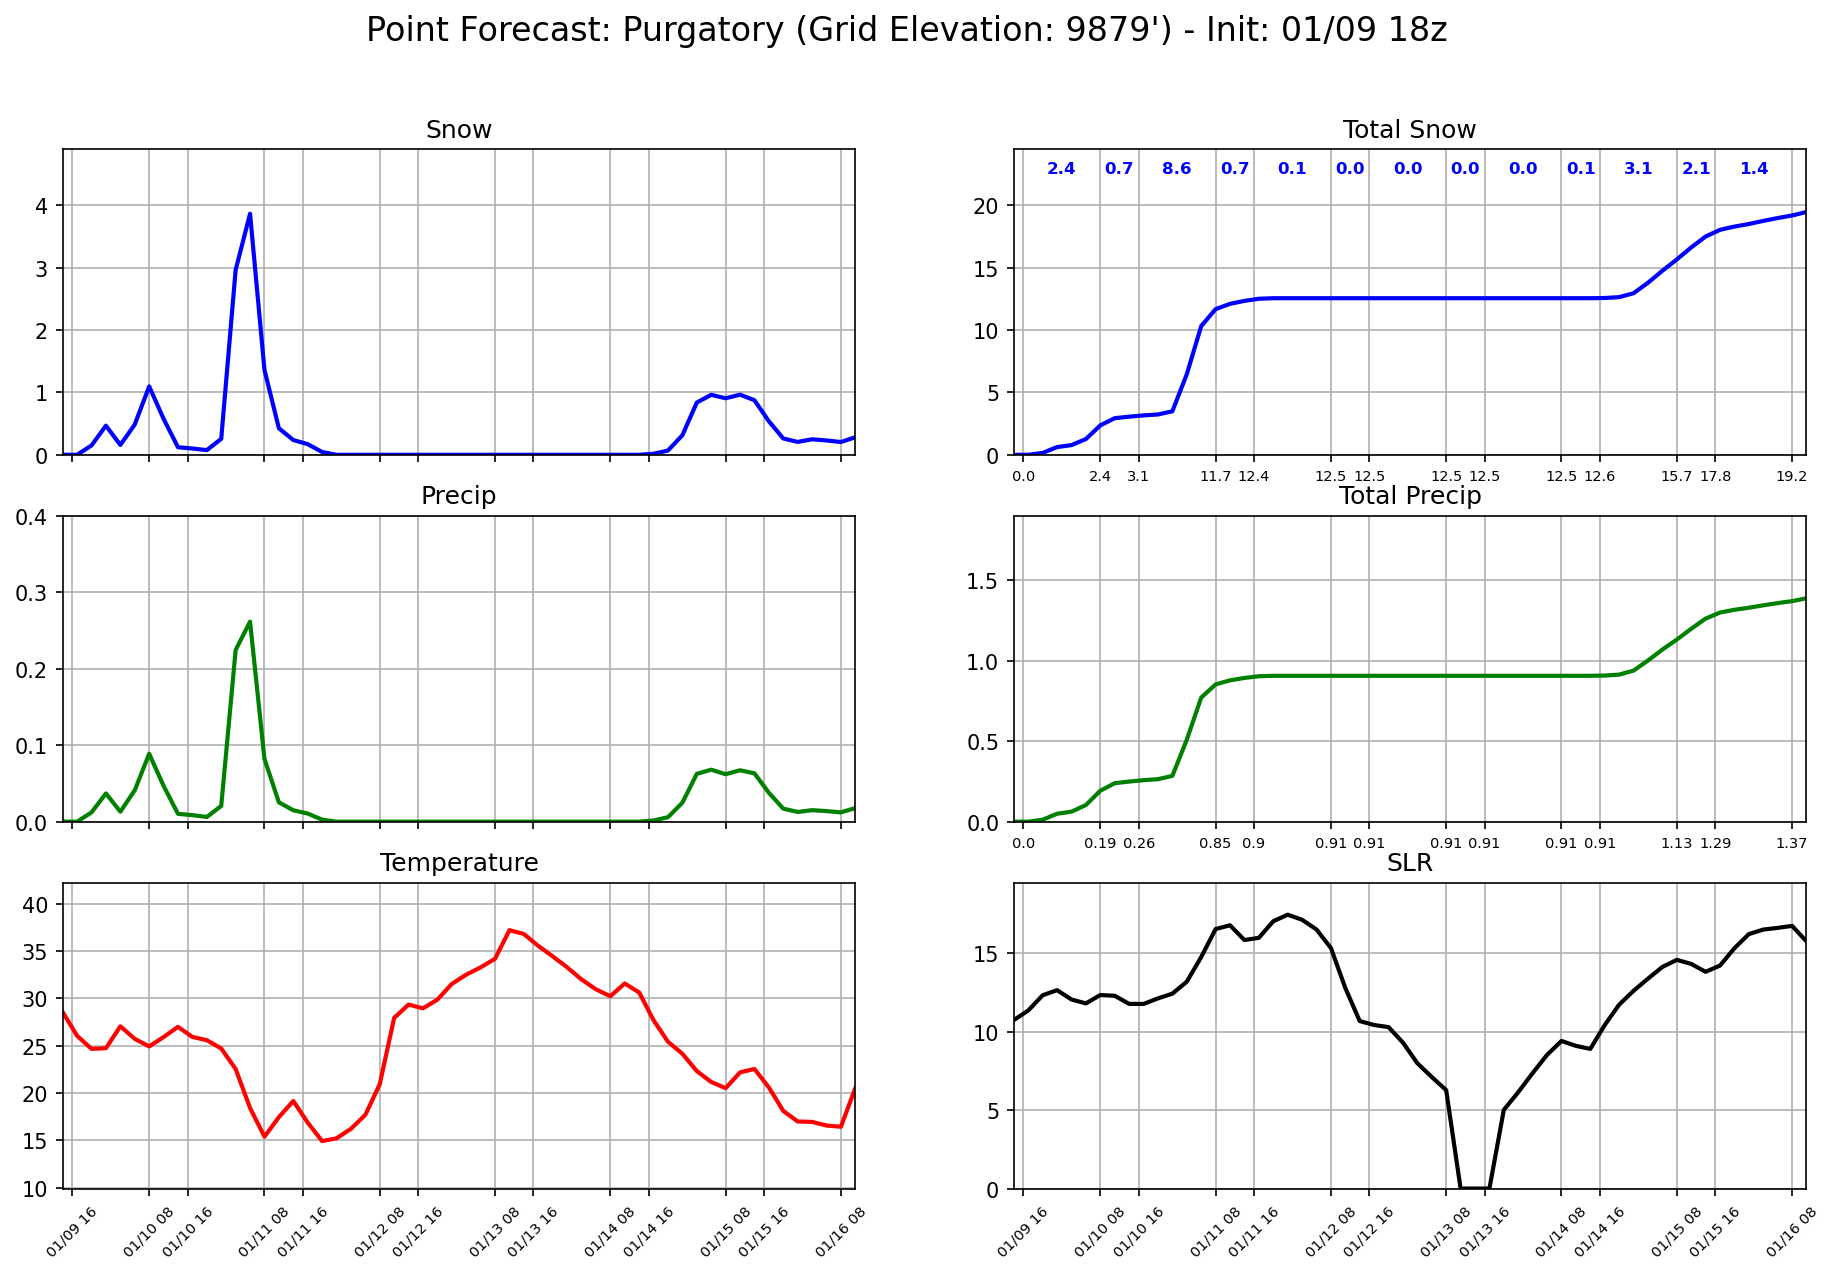 Point Forecast: Purgatory (Grid Elevation: 9879') - Init: 01/09 18z
Snow
4
3
2
1
0
Total Snow
2.4 0.7 8.6 0.7 0.1 0.0 0.0 0.0 0.0 0.1 3.1 2.1 1.4
20
15
10
5
0
0.0 2.4 3.1 11.7 12.4 12.5 12.5 12.5 12.5 12.5 12.6 15.7 17.8 19.2
Precip
0.4
0.3
0.2
0.1
0.0
Total Precip
1.5
1.0
0.5
0.0
0.0 0.19 0.26 0.85 0.9 0.91 0.91 0.91 0.91 0.91 0.91 1.13 1.29 1.37
Temperature
40
35
30
25
20
15
10
01/09 16 01/10 08 01/10 16 01/11 08 01/11 16 01/12 08 01/12 16 01/13 08 01/13 16 01/14 08 01/14 16 01/15 08 01/15 16 01/16 08
SLR
15
10
5
0
01/09 16 01/10 08 01/10 16 01/11 08 01/11 16 01/12 08 01/12 16 01/13 08 01/13 16 01/14 08 01/14 16 01/15 08 01/15 16 01/16 08